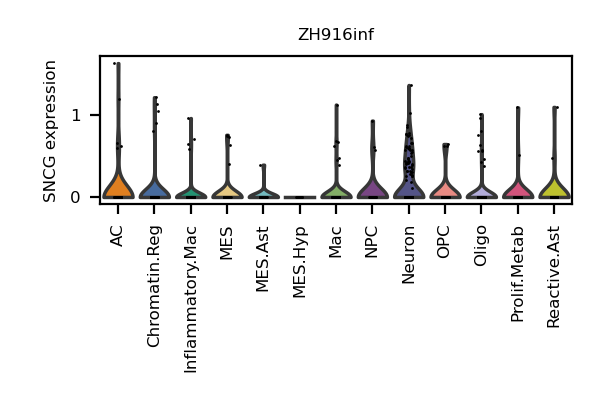 ZH916inf
SNCG expression
1
0
AC
Chromatin.Reg
Inflammatory.Mac
MES
MES.Ast
MES.Hyp
Mac
NPC
Neuron
OPC
Oligo
Prolif.Metab
Reactive.Ast